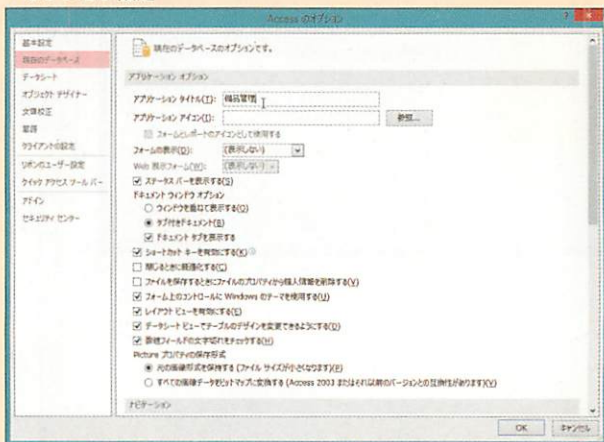 Access のオプション
基本設定
現在のデータベース
データシート
オブジェクト デザイナー
文章校正
言語
クライアントの設定
リボンのユーザー設定
クイック アクセス ツール バー
アドイン
セキュリティ センター
現在のデータベースのオプションです。
アプリケーション オプション
アプリケーション タイトル(T): 備品管理
アプリケーション アイコン(I): 参照...
フォームとレポートのアイコンとして使用する
フォームの表示(D): (表示しない)
Web 表示フォーム(W): (表示しない)
ステータス バーを表示する(S)
ドキュメント ウィンドウ オプション
ウィンドウを重ねて表示する(O)
タブ付きドキュメント(B)
ドキュメント タブを表示する
ショートカット キーを有効にする(K)
閉じるときに最適化する(C)
ファイルを保存するときにファイルのプロパティから個人情報を削除する(V)
フォーム上のコントロールに Windows のテーマを使用する(U)
レイアウト ビューを有効にする(E)
データシート ビューでテーブルのデザインを変更できるようにする(D)
数値フィールドの文字切れをチェックする(H)
Picture プロパティの保存形式
元の画像形式を保持する (ファイル サイズが小さくなります)(P)
すべての画像データをビットマップに変換する (Access 2003 またはそれ以前のバージョンとの互換性があります)(V)
ナビゲーション
OK キャンセル